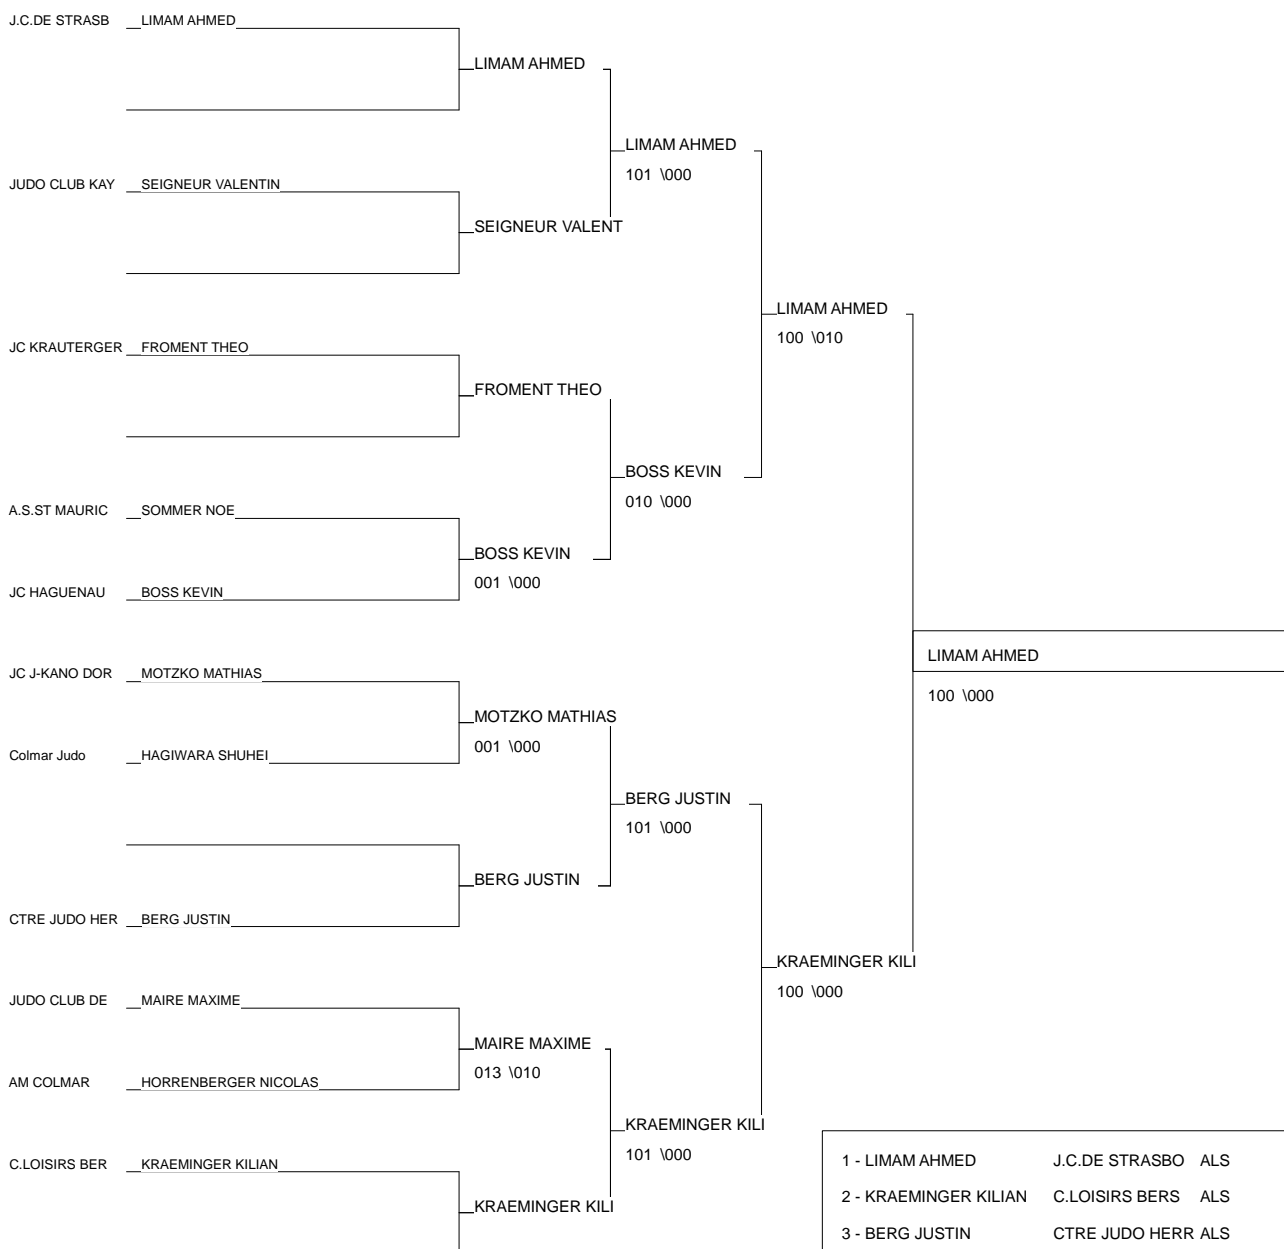 J.C.DE STRASB LIMAM AHMED
LIMAM AHMED
LIMAM AHMED
101 \000
JUDO CLUB KAY SEIGNEUR VALENTIN
SEIGNEUR VALENT
LIMAM AHMED
100 \010
JC KRAUTERGER FROMENT THEO
FROMENT THEO
BOSS KEVIN
010 \000
A.S.ST MAURIC SOMMER NOE
BOSS KEVIN
001 \000
JC HAGUENAU BOSS KEVIN
LIMAM AHMED
100 \000
JC J-KANO DOR MOTZKO MATHIAS
MOTZKO MATHIAS
001 \000
Colmar Judo HAGIWARA SHUHEI
BERG JUSTIN
101 \000
BERG JUSTIN
CTRE JUDO HER BERG JUSTIN
KRAEMINGER KILI
100 \000
JUDO CLUB DE MAIRE MAXIME
MAIRE MAXIME
013 \010
AM COLMAR HORRENBERGER NICOLAS
KRAEMINGER KILI
101 \000
C.LOISIRS BER KRAEMINGER KILIAN
KRAEMINGER KILI
1 - LIMAM AHMED J.C.DE STRASBO ALS
2 - KRAEMINGER KILIAN C.LOISIRS BERS ALS
3 - BERG JUSTIN CTRE JUDO HERR ALS